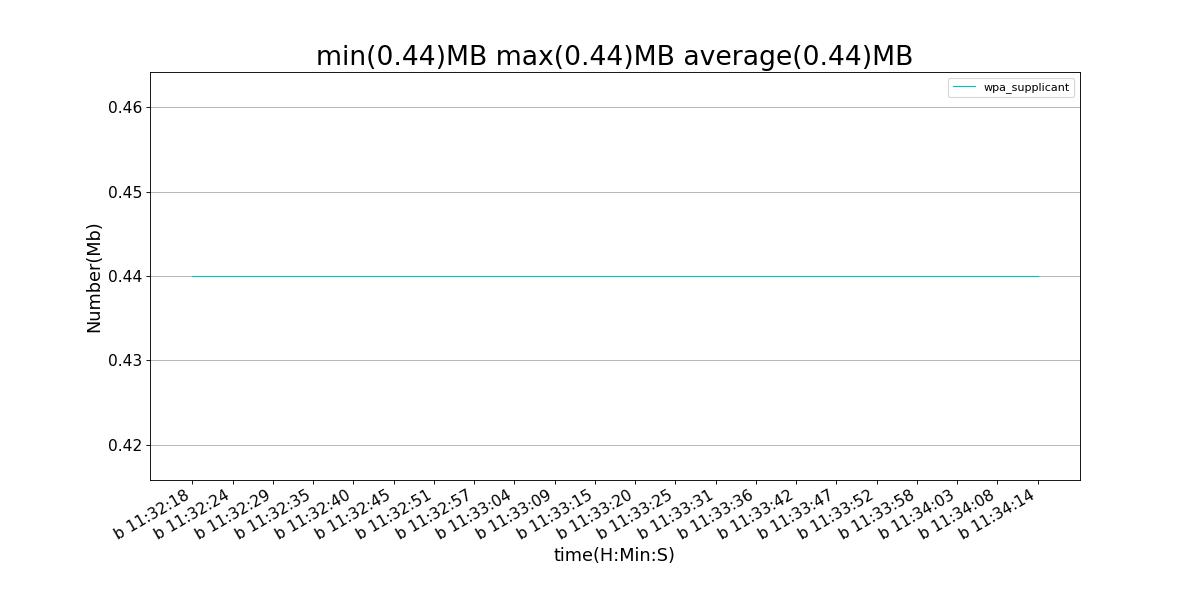 min(0.44)MB max(0.44)MB average(0.44)MB
wpa_supplicant
0.46
0.45
0.44
0.43
0.42
Number(Mb)
b 11:32:18
b 11:32:24
b 11:32:29
b 11:32:35
b 11:32:40
b 11:32:45
b 11:32:51
b 11:32:57
b 11:33:04
b 11:33:09
b 11:33:15
b 11:33:20
b 11:33:25
b 11:33:31
b 11:33:36
b 11:33:42
b 11:33:47
b 11:33:52
b 11:33:58
b 11:34:03
b 11:34:08
b 11:34:14
time(H:Min:S)